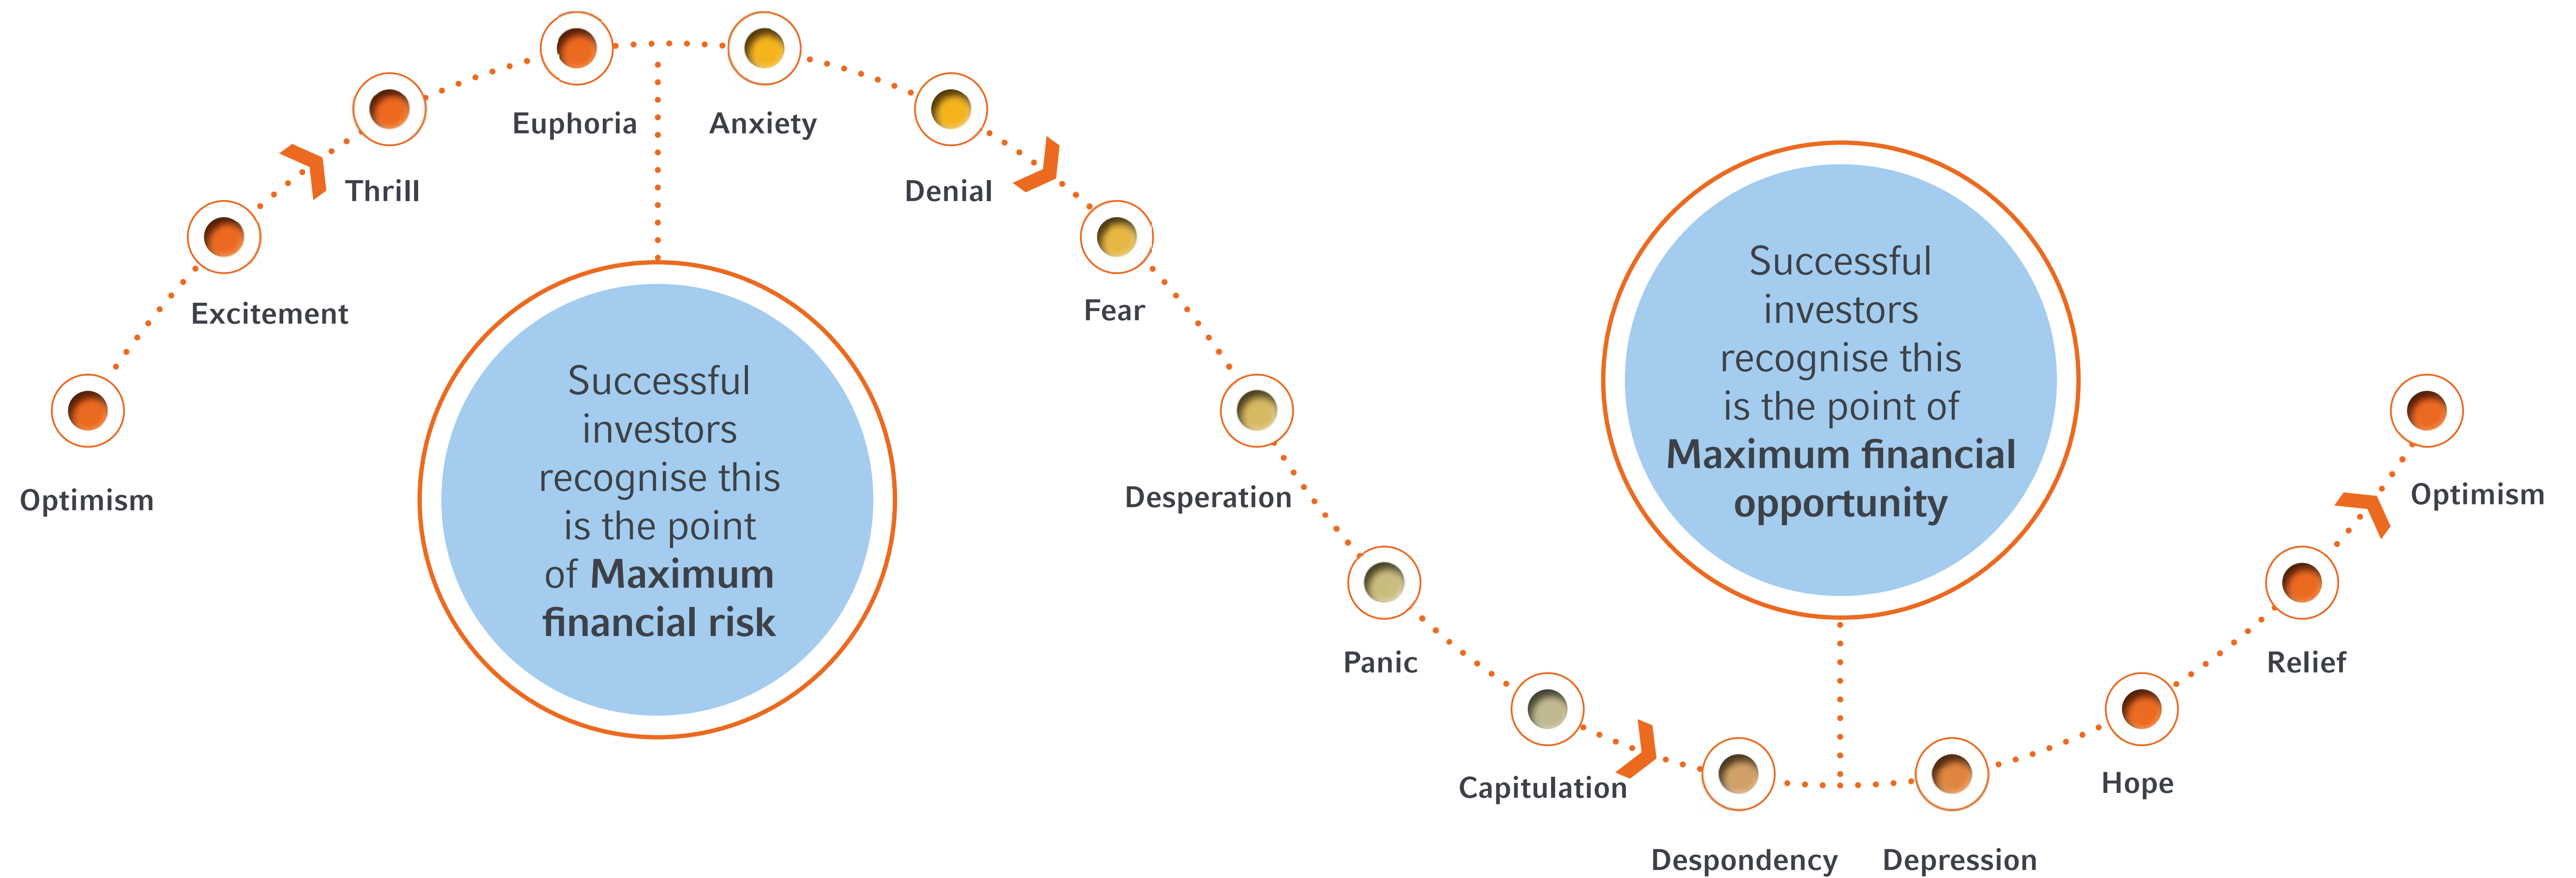 Optimism
Excitement
Thrill
Euphoria
Successful
investors
recognise this
is the point
of Maximum
financial risk
Anxiety
Denial
Fear
Desperation
Panic
Capitulation
Despondency
Successful
investors
recognise this
is the point of
Maximum financial
opportunity
Depression
Hope
Relief
Optimism